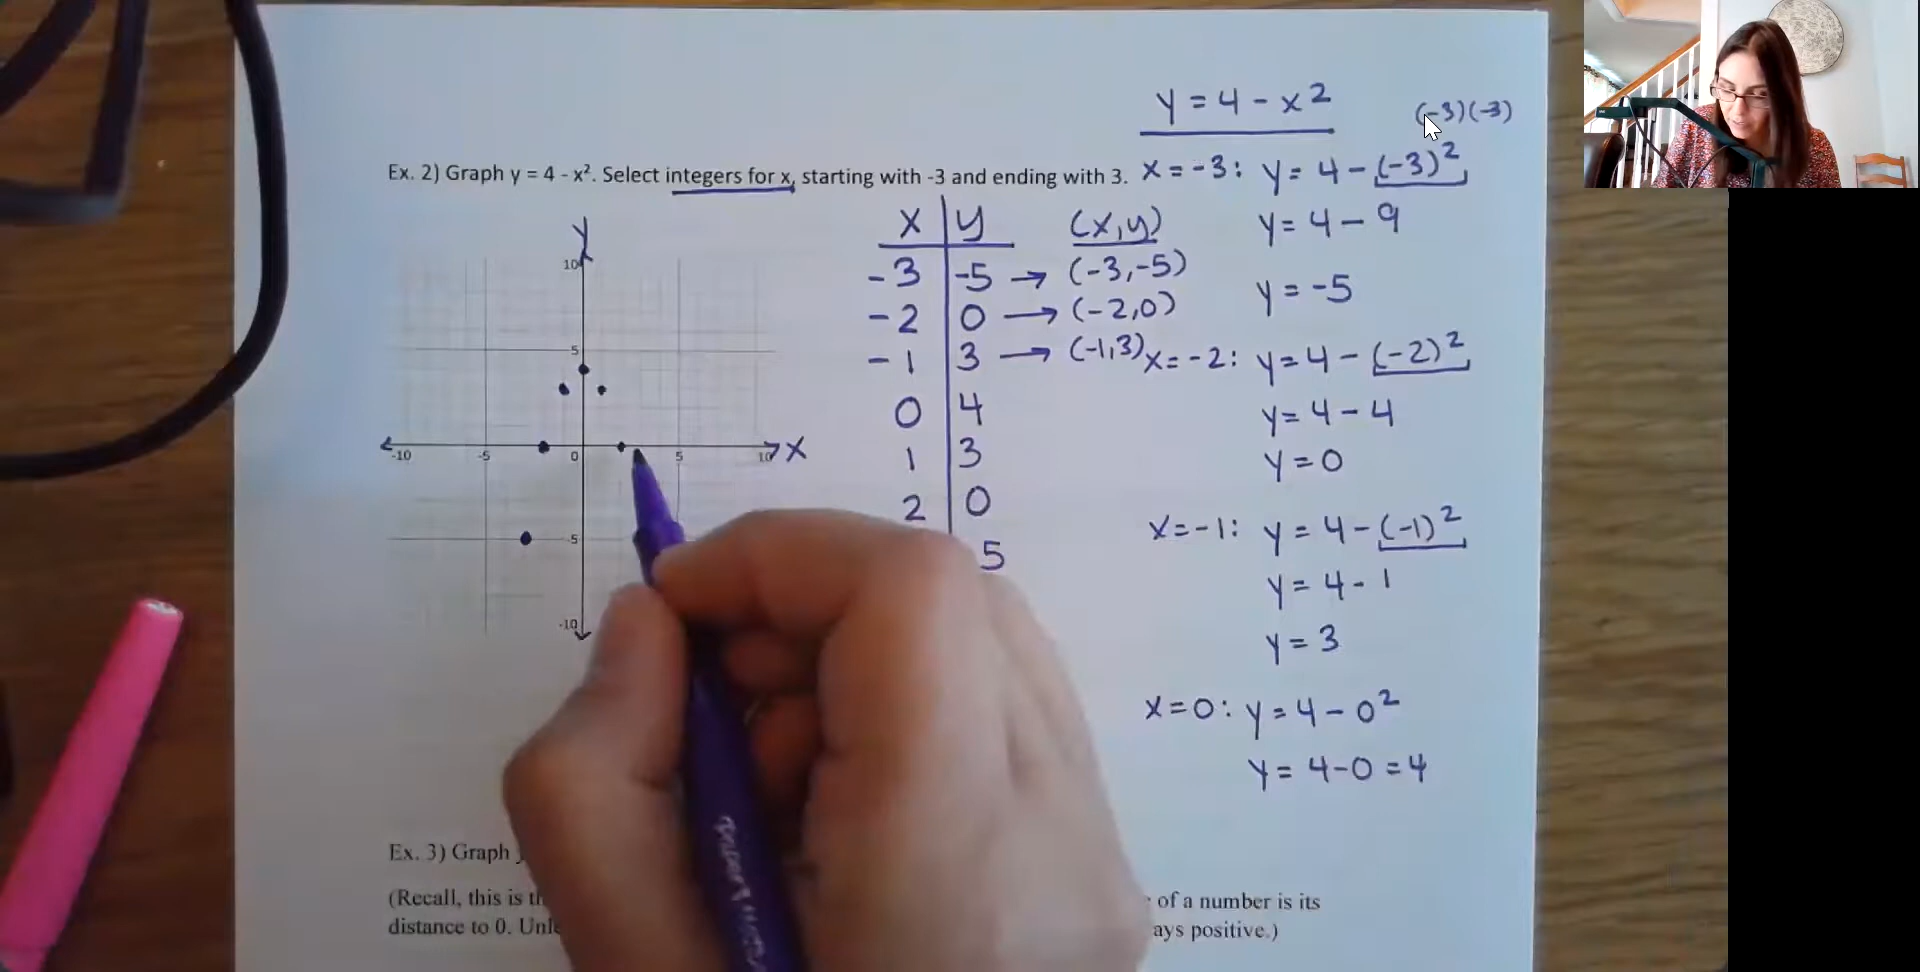 y = 4 - x2
(-3)(-3)
Ex. 2) Graph y = 4 - x². Select integers for x, starting with -3 and ending with 3.
x = -3: y = 4 - (-3)²
y = 4 - 9
y = -5
x = -2: y = 4 - (-2)²
y = 4 - 4
y = 0
x = -1: y = 4 - (-1)²
y = 4 - 1
y = 3
x = 0: y = 4 - 0²
y = 4 - 0 = 4
x y (x,y)
-3 -5 → (-3,-5)
-2 0 → (-2,0)
-1 3 → (-1,3)
0 4
1 3
2 0
5
y
10
5
-10 -5 0 5 10 x
-5
-10
Ex. 3) Graph
(Recall, this is of a number is its
distance to 0. ays positive.)